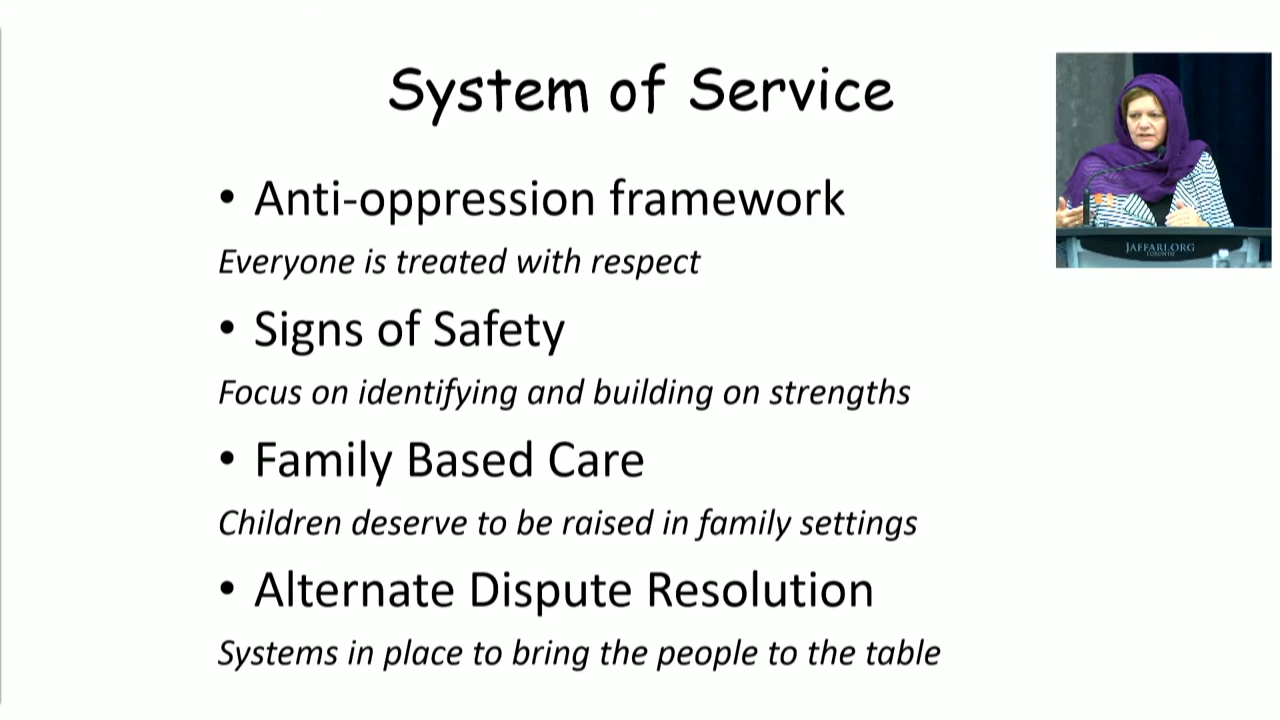 System of Service
• Anti-oppression framework
Everyone is treated with respect
• Signs of Safety
Focus on identifying and building on strengths
• Family Based Care
Children deserve to be raised in family settings
• Alternate Dispute Resolution
Systems in place to bring the people to the table
JAFFARI.ORG
TORONTO